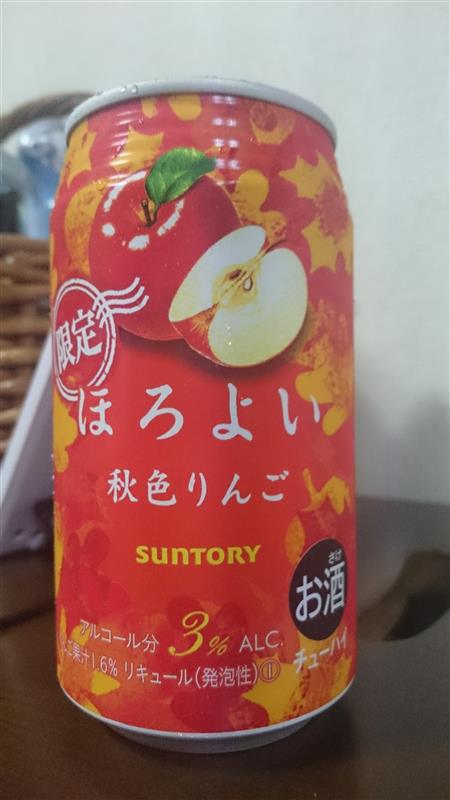 限定
ほろよい
秋色りんご
SUNTORY
さけ
お酒
チューハイ
アルコール分 3% ALC.
果汁1.6% リキュール(発泡性)①